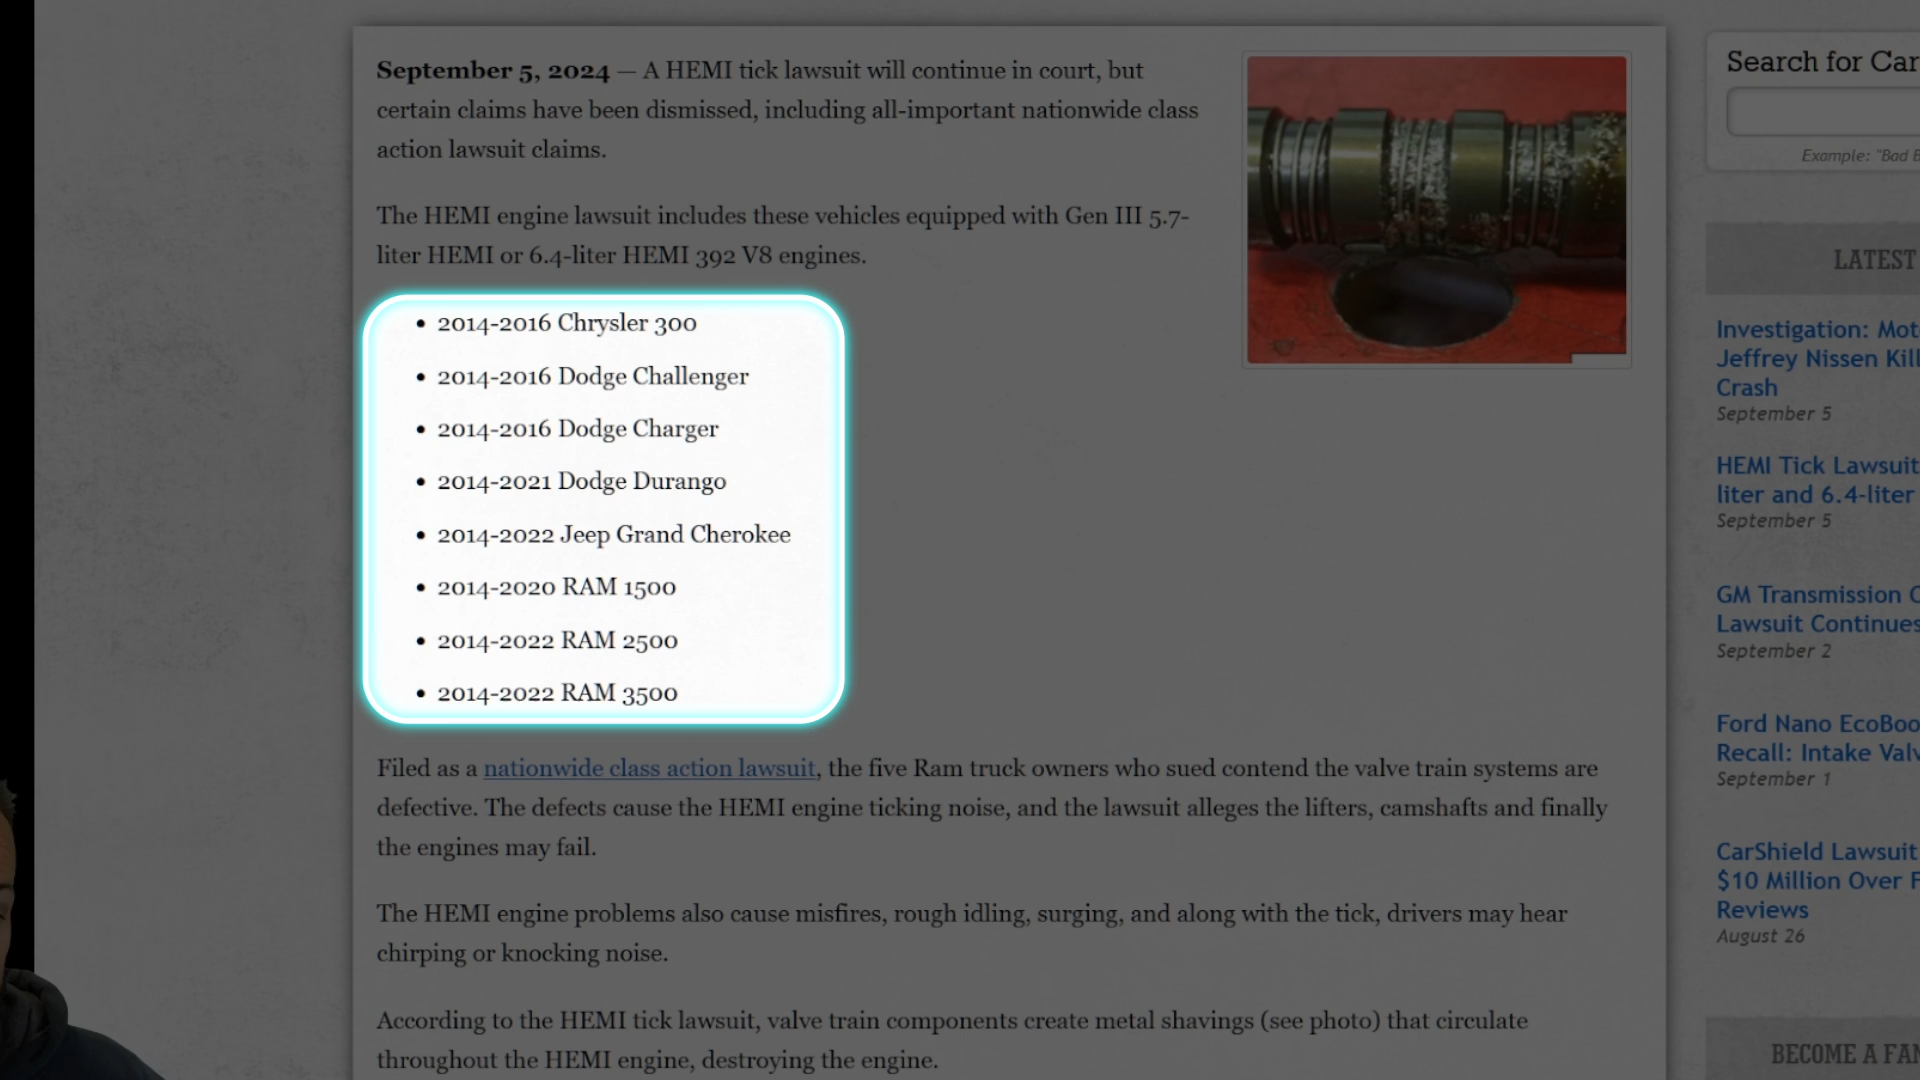 September 5, 2024 — A HEMI tick lawsuit will continue in court, but
certain claims have been dismissed, including all-important nationwide class
action lawsuit claims.
The HEMI engine lawsuit includes these vehicles equipped with Gen III 5.7-
liter HEMI or 6.4-liter HEMI 392 V8 engines.
• 2014-2016 Chrysler 300
• 2014-2016 Dodge Challenger
• 2014-2016 Dodge Charger
• 2014-2021 Dodge Durango
• 2014-2022 Jeep Grand Cherokee
• 2014-2020 RAM 1500
• 2014-2022 RAM 2500
• 2014-2022 RAM 3500
Filed as a nationwide class action lawsuit, the five Ram truck owners who sued contend the valve train systems are
defective. The defects cause the HEMI engine ticking noise, and the lawsuit alleges the lifters, camshafts and finally
the engines may fail.
The HEMI engine problems also cause misfires, rough idling, surging, and along with the tick, drivers may hear
chirping or knocking noise.
According to the HEMI tick lawsuit, valve train components create metal shavings (see photo) that circulate
throughout the HEMI engine, destroying the engine.
Search for Car
Example: "Bad
LATEST
Investigation: Mot
Jeffrey Nissen Kill
Crash
September 5
HEMI Tick Lawsuit
liter and 6.4-liter
September 5
GM Transmission
Lawsuit Continues
September 2
Ford Nano EcoBoo
Recall: Intake Valv
September 1
CarShield Lawsuit
$10 Million Over F
Reviews
August 26
BECOME A FAN